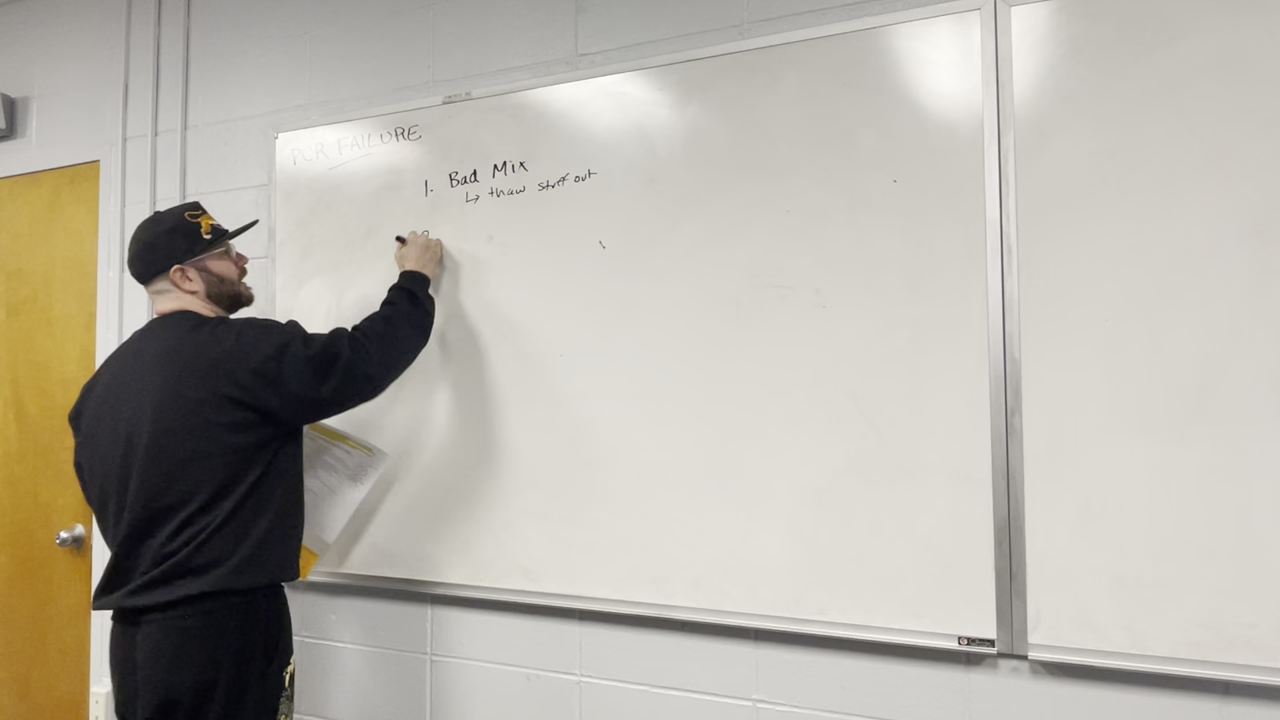 PCR FAILURE
1. Bad Mix
↳ thaw stuff out